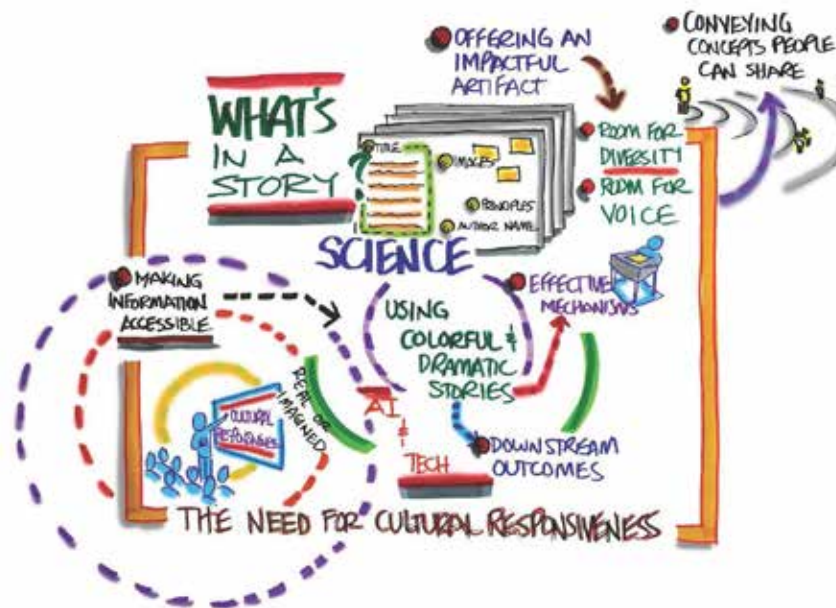 WHAT'S
IN A
STORY
OFFERING AN
IMPACTFUL
ARTIFACT
CONVEYING
CONCEPTS PEOPLE
CAN SHARE
TITLE
IMAGES
PRINCIPLES
AUTHOR NAME
ROOM FOR
DIVERSITY
ROOM FOR
VOICE
SCIENCE
MAKING
INFORMATION
ACCESSIBLE
USING
COLORFUL &
DRAMATIC
STORIES
EFFECTIVE
MECHANISMS
REAL OR
IMAGINED
CULTURAL
RESPONSES
AI
&
TECH
DOWNSTREAM
OUTCOMES
THE NEED FOR CULTURAL RESPONSIVENESS